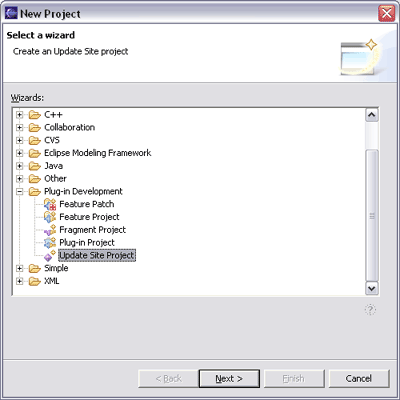 New Project
Select a wizard
Create an Update Site project
Wizards:
C++
Collaboration
CVS
Eclipse Modeling Framework
Java
Other
Plug-in Development
Feature Patch
Feature Project
Fragment Project
Plug-in Project
Update Site Project
Simple
XML
< Back Next > Finish Cancel